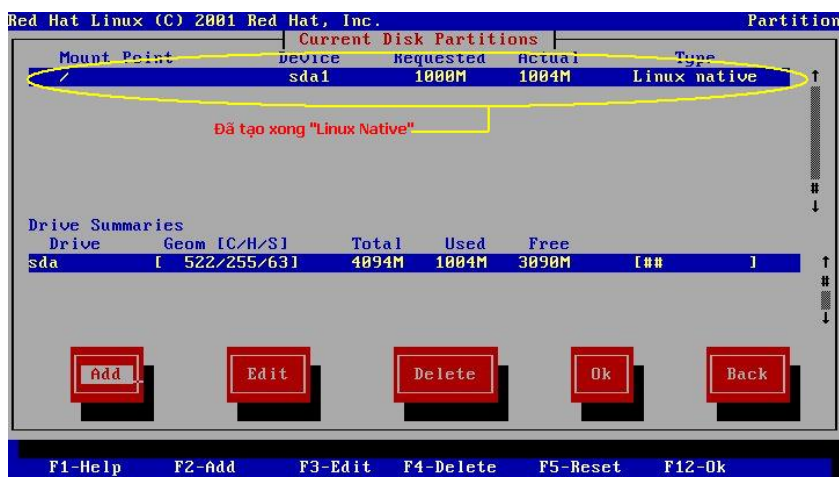 Red Hat Linux (C) 2001 Red Hat, Inc. Partition
Current Disk Partitions
Mount Point Device Requested Actual Type
/ sda1 1000M 1004M Linux native
Đã tạo xong "Linux Native"
#
Drive Summaries
Drive Geom [C/H/S] Total Used Free
sda [ 522/255/63] 4094M 1004M 3090M [## ]
#
Add Edit Delete Ok Back
F1-Help F2-Add F3-Edit F4-Delete F5-Reset F12-Ok